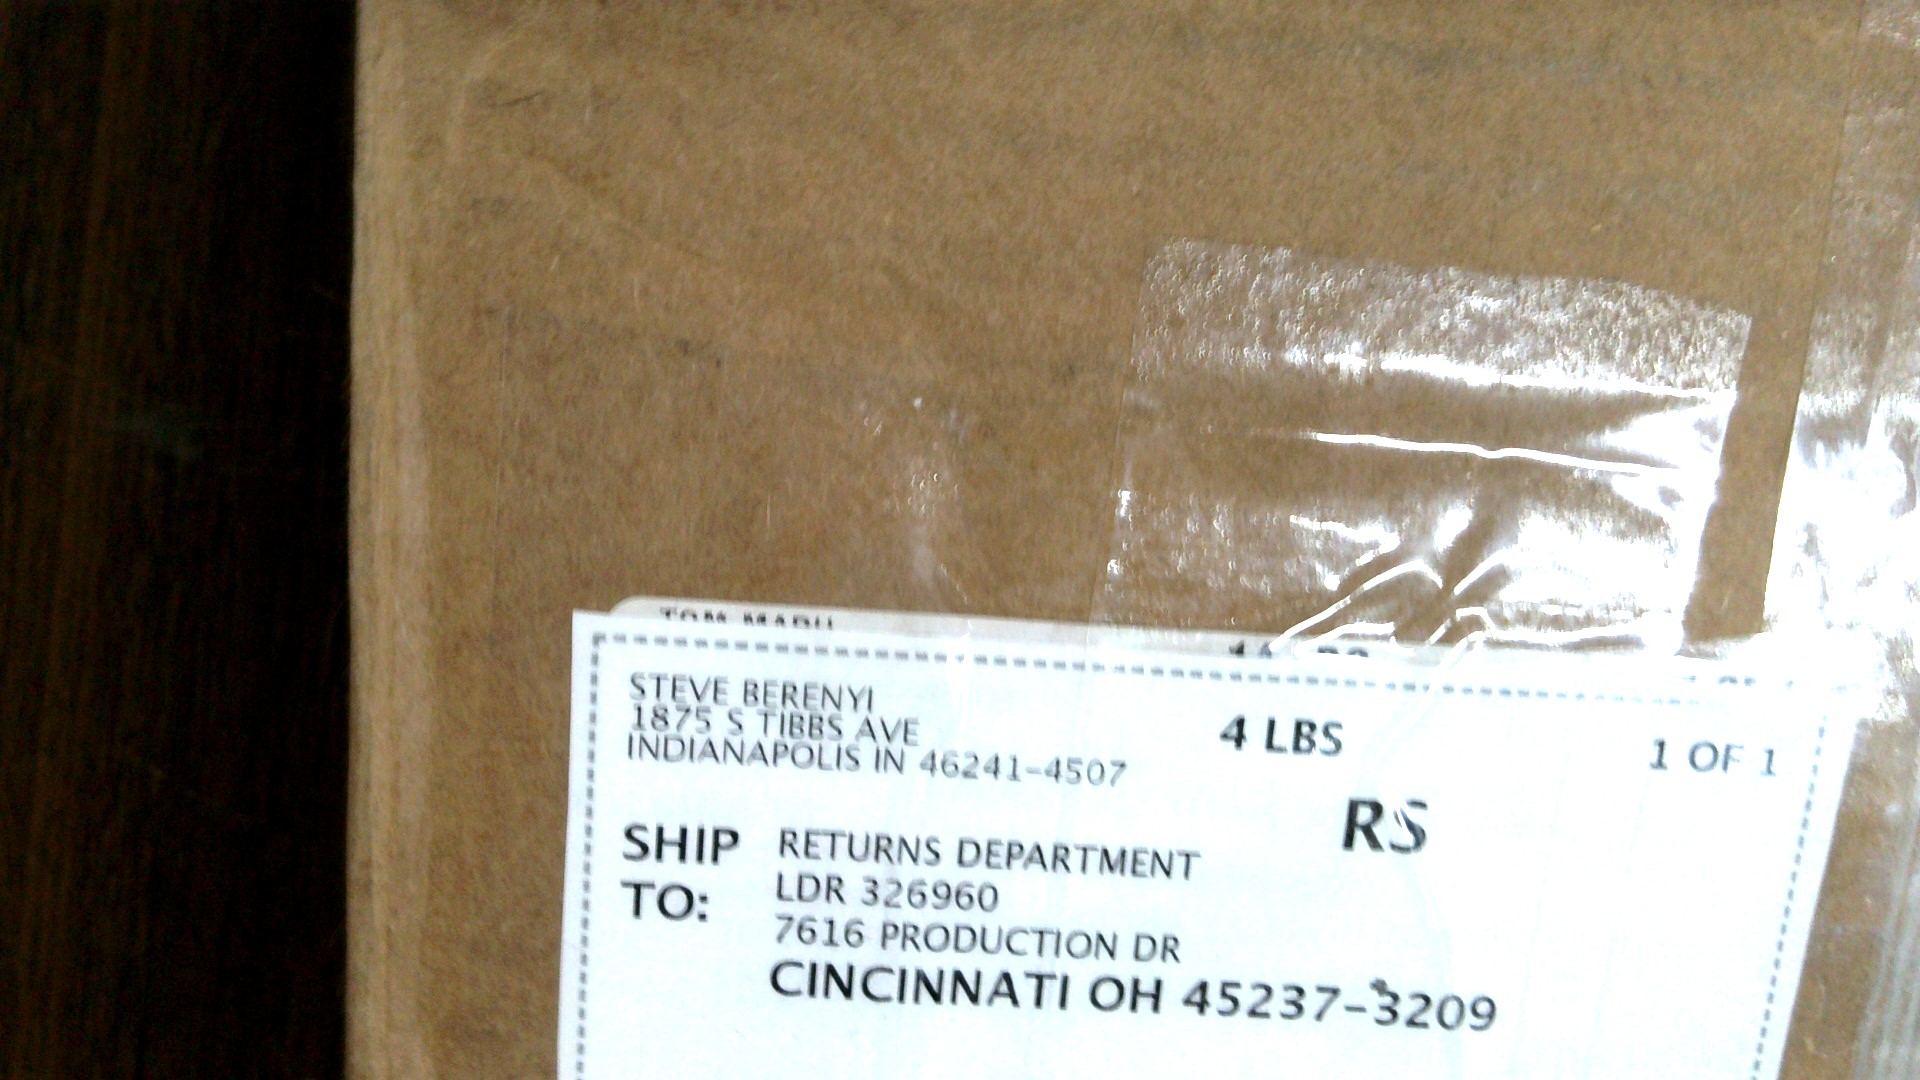 STEVE BERENYI
1875 S TIBBS AVE
INDIANAPOLIS IN 46241-4507
4 LBS
1 OF 1
RS
SHIP TO:
RETURNS DEPARTMENT
LDR 326960
7616 PRODUCTION DR
CINCINNATI OH 45237-3209